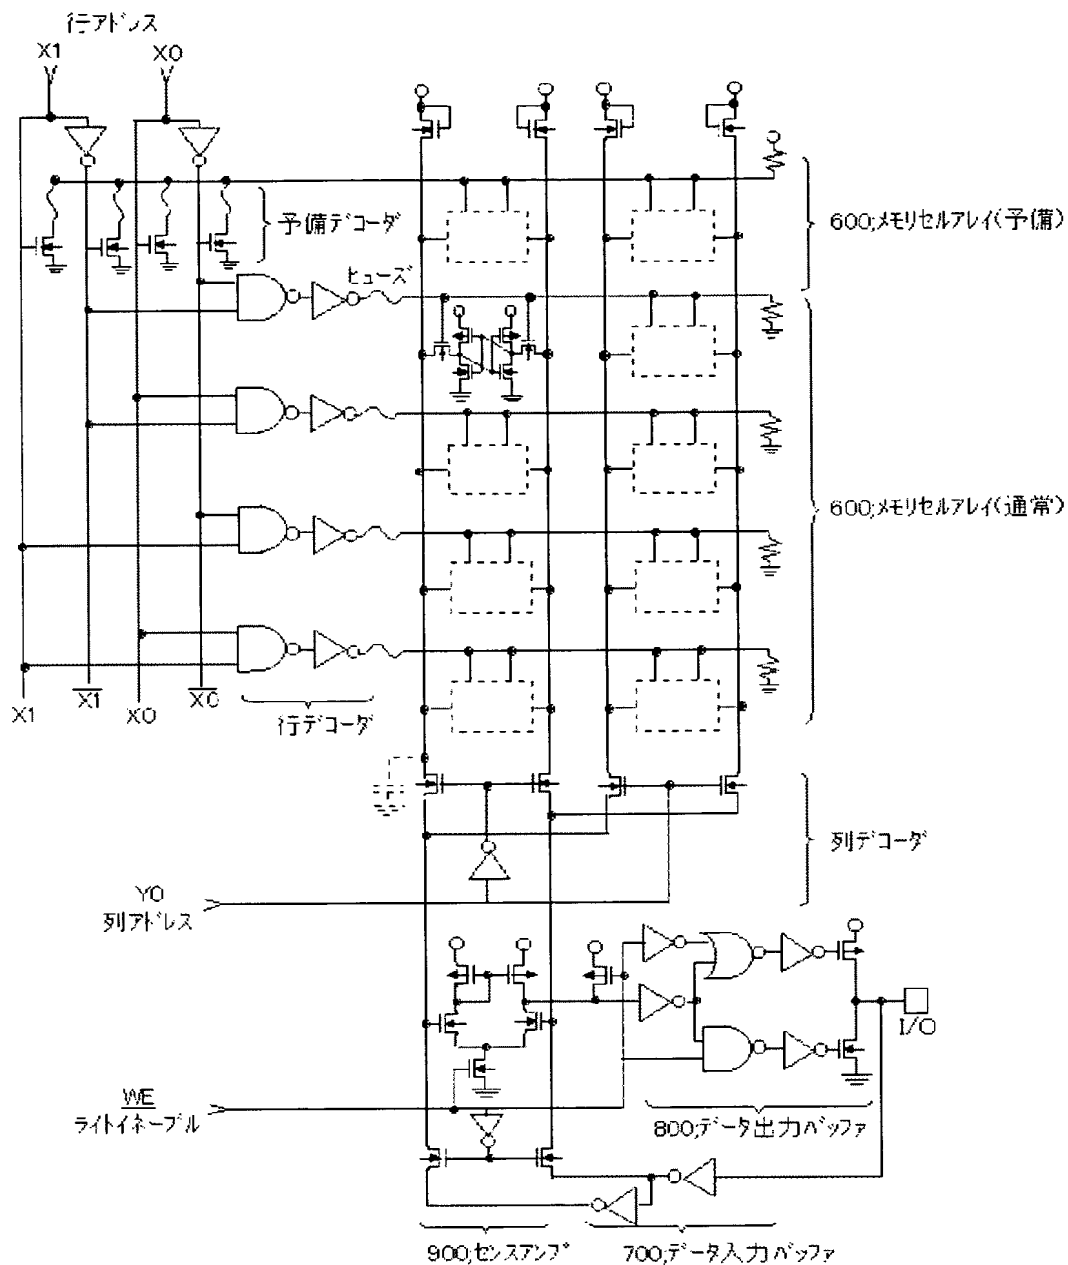 行アドレス
X1
X0
予備デコーダ
600;メモリセルアレイ(予備)
ヒューズ
600;メモリセルアレイ(通常)
X1
X̅1̅
X0
X̅0̅
行デコーダ
列デコーダ
Y0
列アドレス
I/O
W̅E̅
ライトイネーブル
800;データ出力バッファ
900;センスアンプ
700;データ入力バッファ